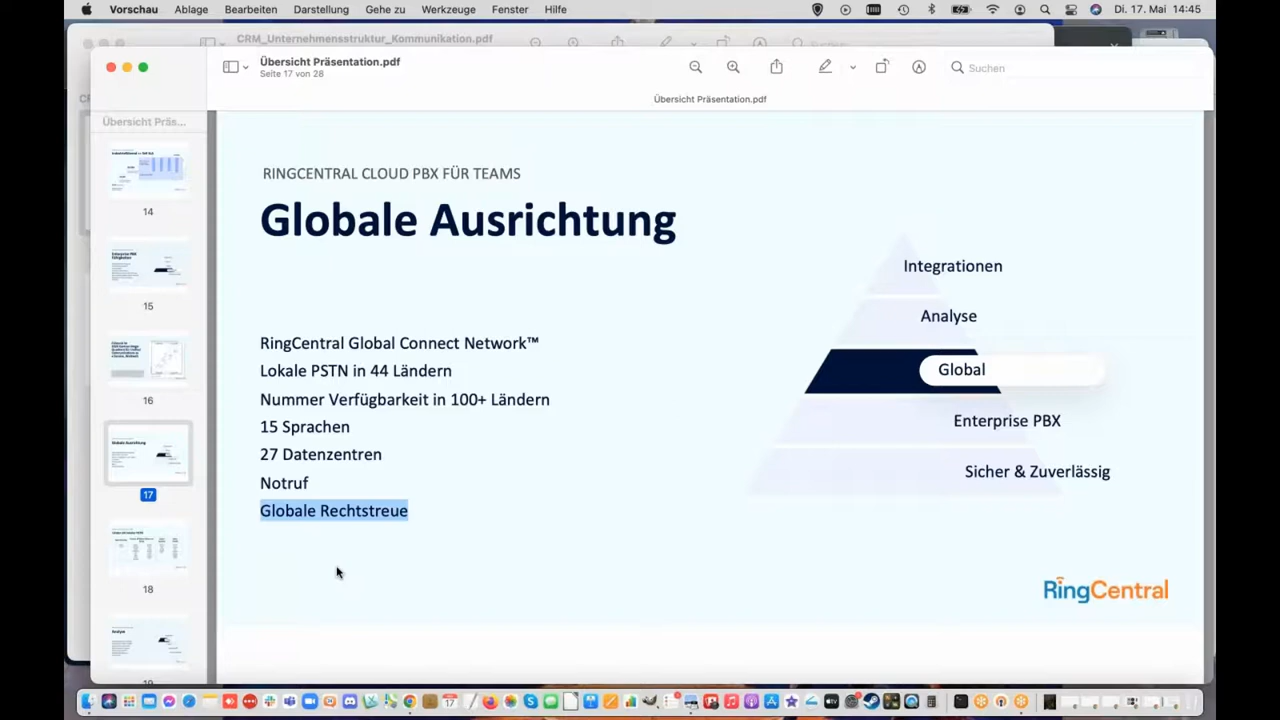 Vorschau Ablage Bearbeiten Darstellung Gehe zu Werkzeuge Fenster Hilfe Di. 17. Mai 14:45
CRM_Unternehmensstruktur_Kommunikation.pdf
Übersicht Präsentation.pdf
Seite 17 von 28
Suchen
Übersicht Präsentation.pdf
Übersicht Präs...
14
15
16
17
18
RINGCENTRAL CLOUD PBX FÜR TEAMS
Globale Ausrichtung
RingCentral Global Connect Network™
Lokale PSTN in 44 Ländern
Nummer Verfügbarkeit in 100+ Ländern
15 Sprachen
27 Datenzentren
Notruf
Globale Rechtstreue
Integrationen
Analyse
Global
Enterprise PBX
Sicher & Zuverlässig
RingCentral